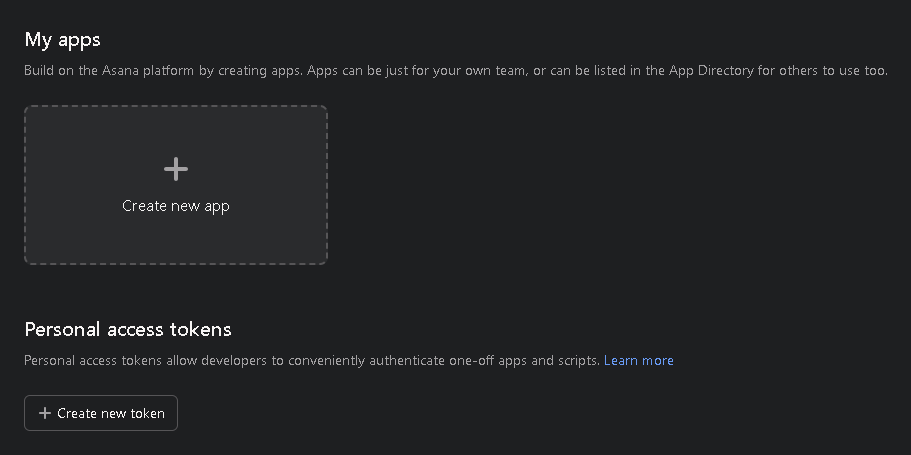 My apps
Build on the Asana platform by creating apps. Apps can be just for your own team, or can be listed in the App Directory for others to use too.
Create new app
Personal access tokens
Personal access tokens allow developers to conveniently authenticate one-off apps and scripts. Learn more
+ Create new token